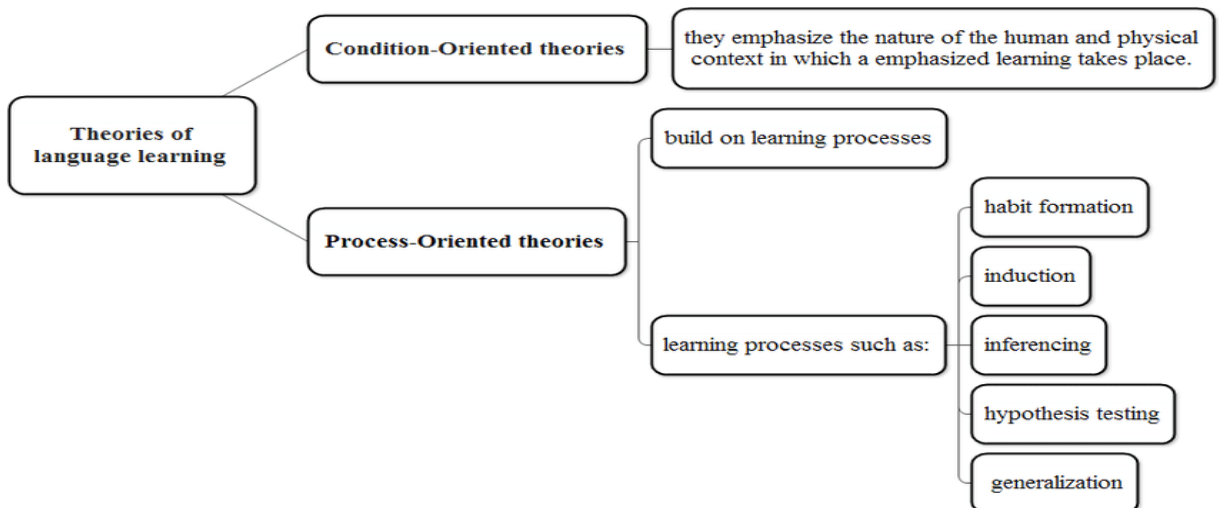 Theories of
language learning
Condition-Oriented theories
they emphasize the nature of the human and physical
context in which a emphasized learning takes place.
Process-Oriented theories
build on learning processes
learning processes such as:
habit formation
induction
inferencing
hypothesis testing
generalization